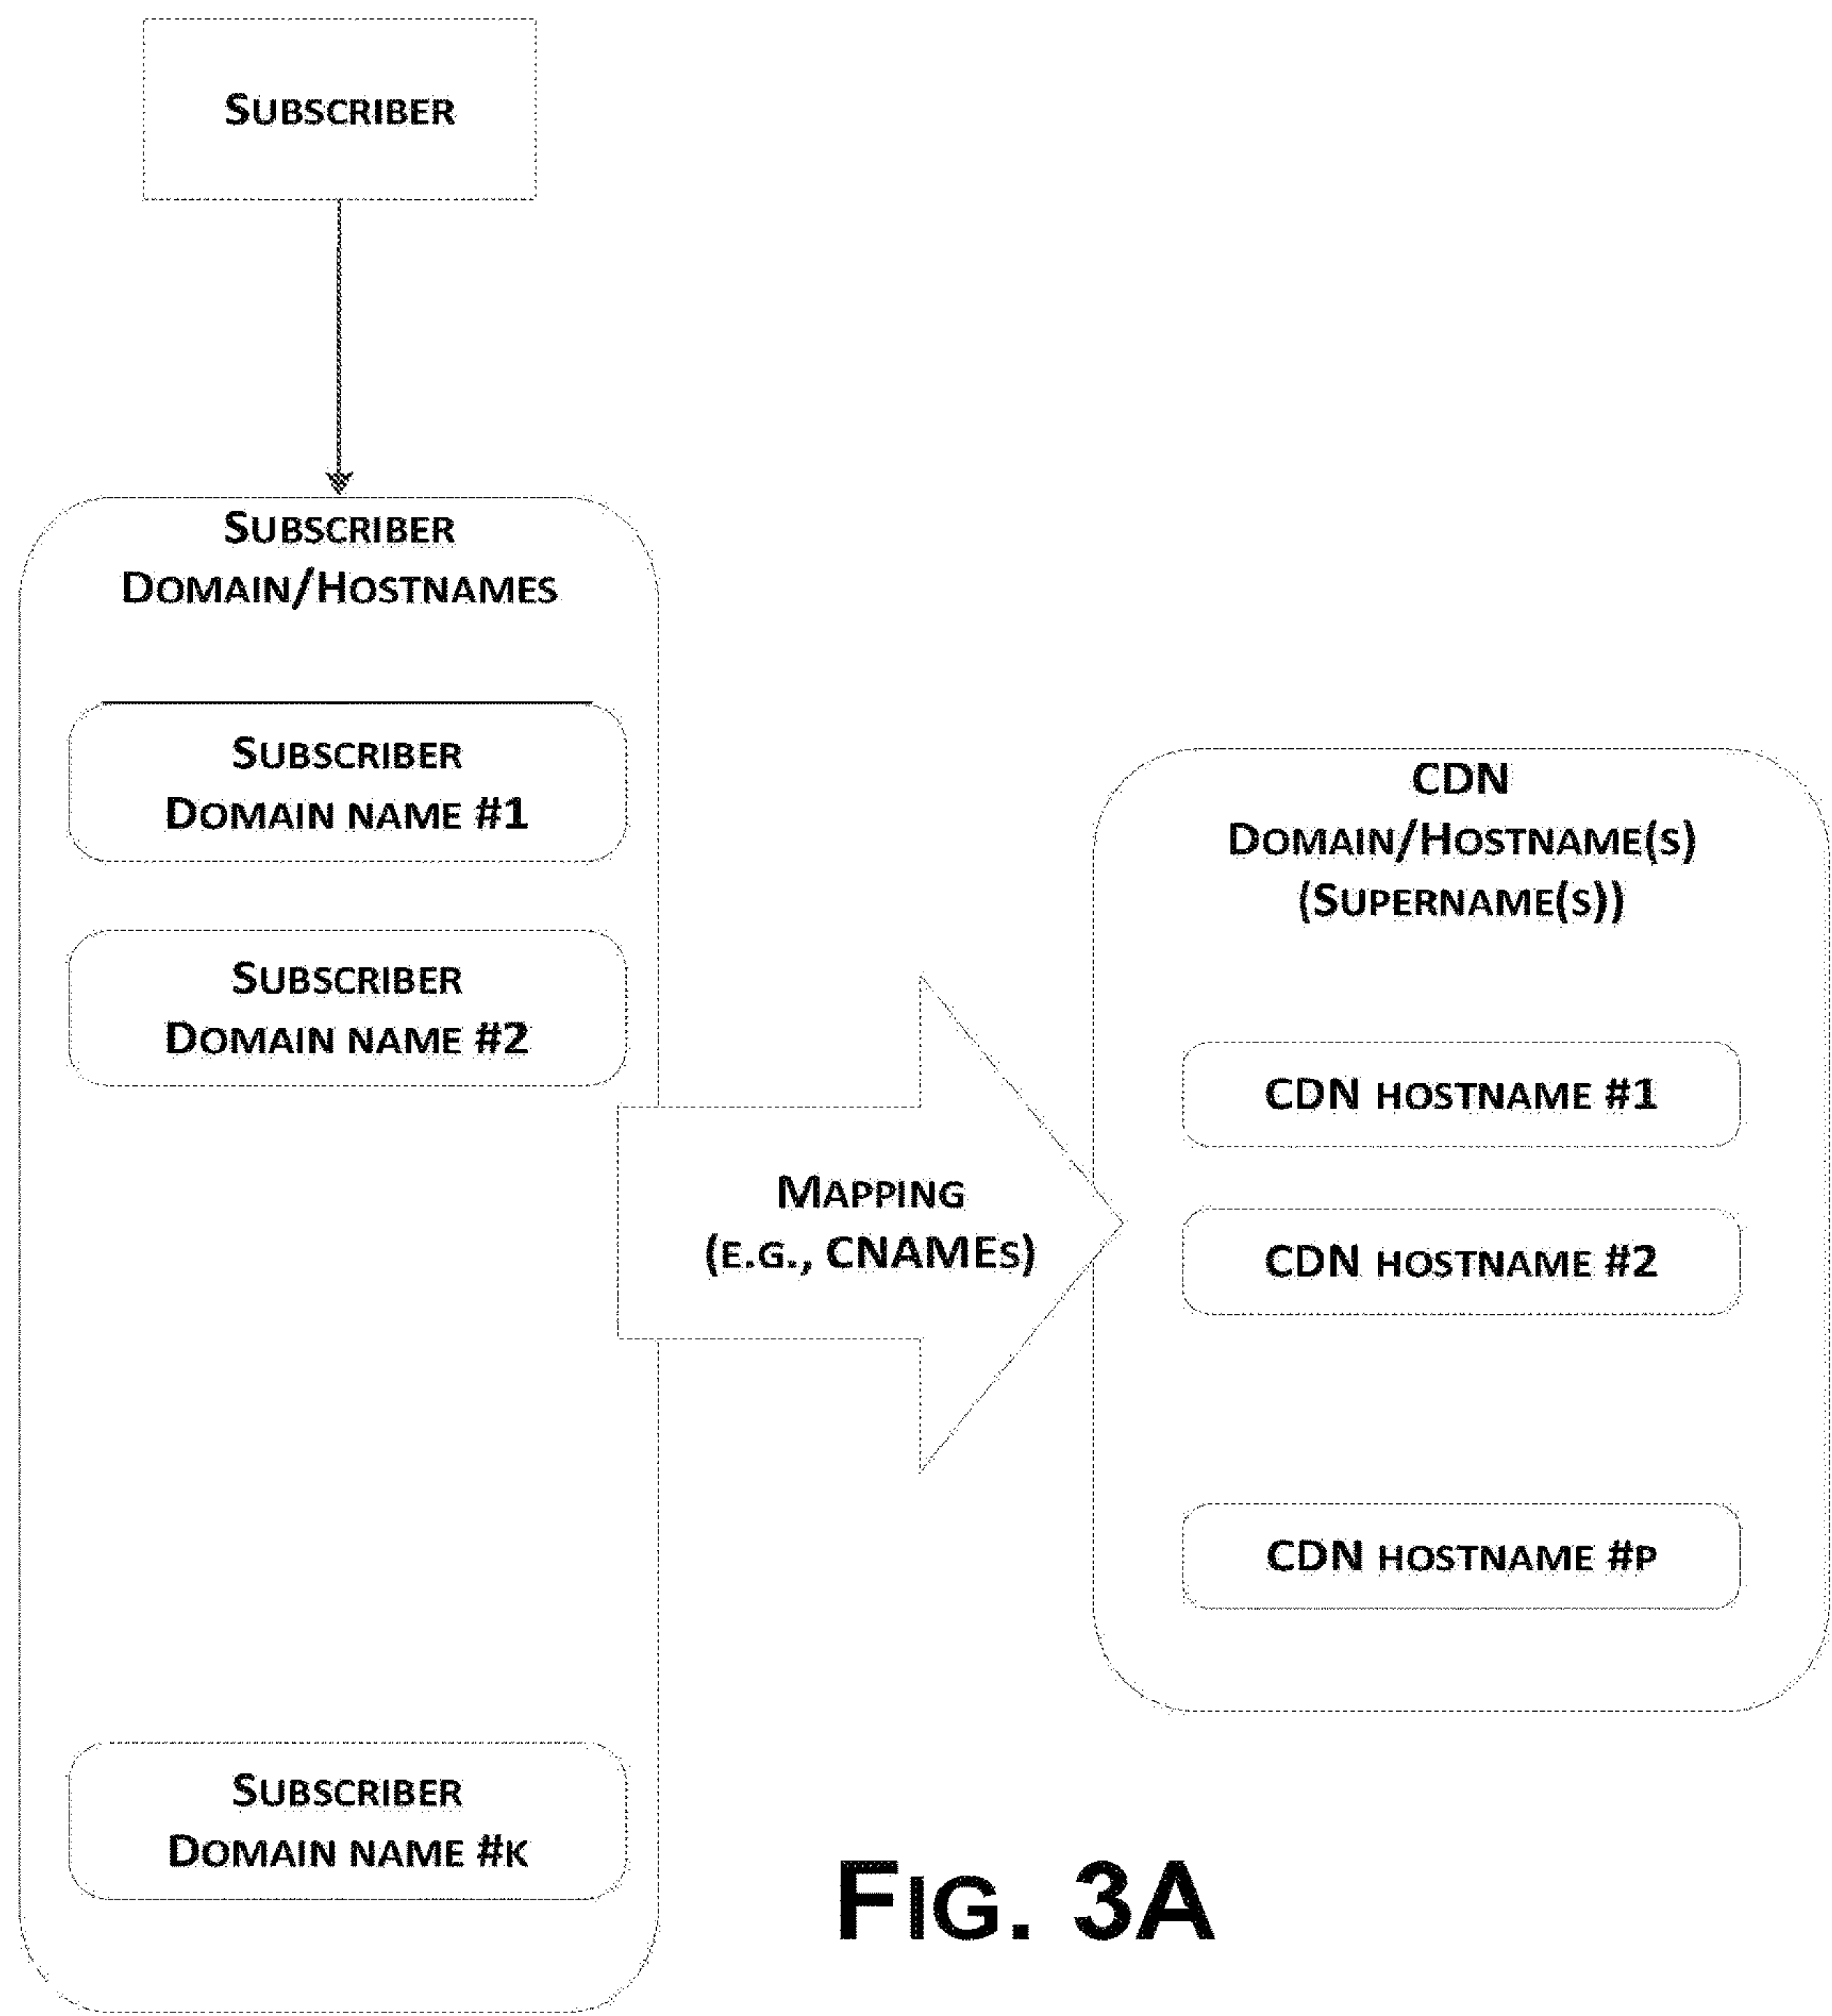 SUBSCRIBER
SUBSCRIBER
DOMAIN/HOSTNAMES
SUBSCRIBER
DOMAIN NAME #1
SUBSCRIBER
DOMAIN NAME #2
SUBSCRIBER
DOMAIN NAME #K
MAPPING
(E.G., CNAMES)
CDN
DOMAIN/HOSTNAME(S)
(SUPERNAME(S))
CDN HOSTNAME #1
CDN HOSTNAME #2
CDN HOSTNAME #P
FIG. 3A